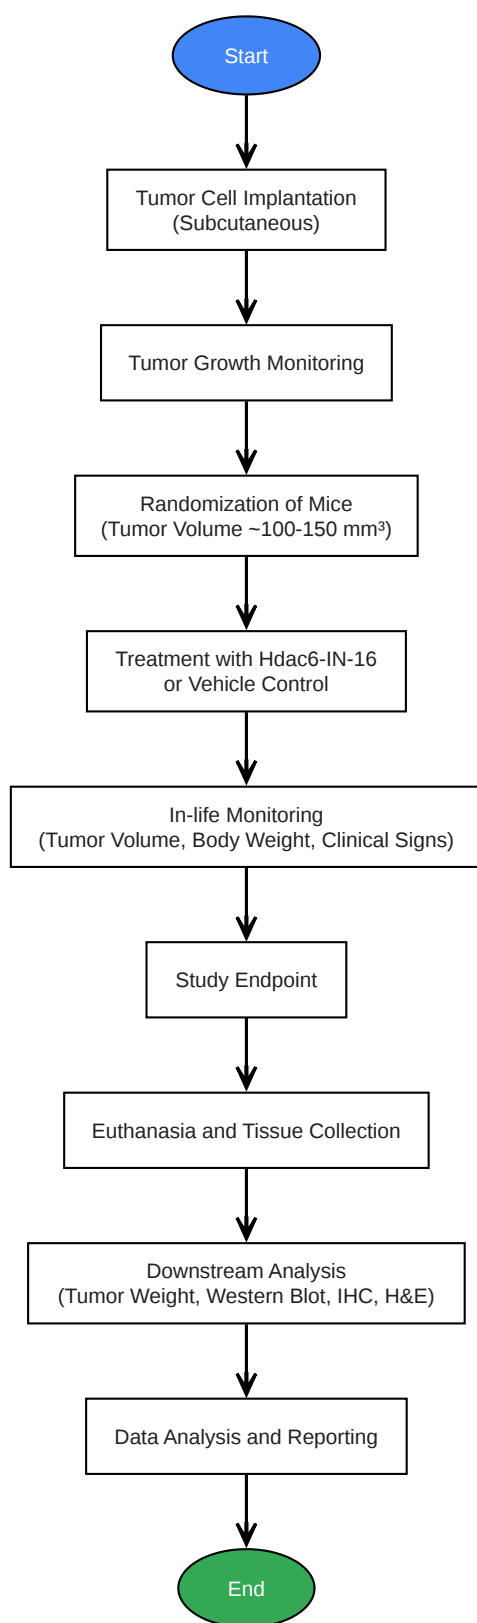 Start
Tumor Cell Implantation
(Subcutaneous)
Tumor Growth Monitoring
Randomization of Mice
(Tumor Volume ~100-150 mm³)
Treatment with Hdac6-IN-16
or Vehicle Control
In-life Monitoring
(Tumor Volume, Body Weight, Clinical Signs)
Study Endpoint
Euthanasia and Tissue Collection
Downstream Analysis
(Tumor Weight, Western Blot, IHC, H&E)
Data Analysis and Reporting
End